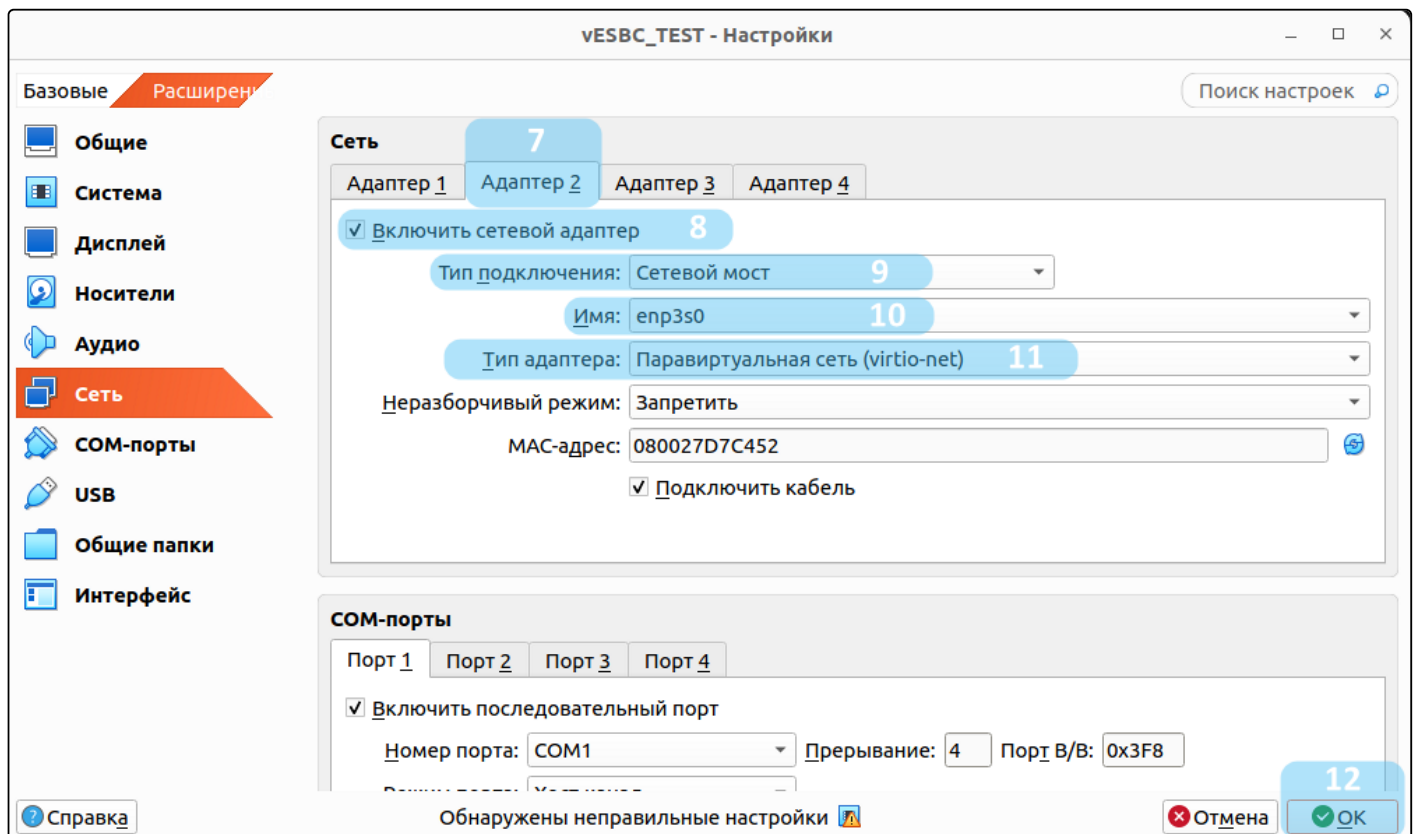 vESBC_TEST - Настройки
Базовые Расширен
Поиск настроек
Общие
Система
Дисплей
Носители
Аудио
Сеть
COM-порты
USB
Общие папки
Интерфейс
Сеть
7
Адаптер 1 Адаптер 2 Адаптер 3 Адаптер 4
Включить сетевой адаптер 8
Тип подключения: Сетевой мост 9
Имя: enp3s0 10
Тип адаптера: Паравиртуальная сеть (virtio-net) 11
Неразборчивый режим: Запретить
MAC-адрес: 080027D7C452
Подключить кабель
COM-порты
Порт 1 Порт 2 Порт 3 Порт 4
Включить последовательный порт
Номер порта: COM1 Прерывание: 4 Порт В/В: 0x3F8
12
Справка Обнаружены неправильные настройки Отмена OK